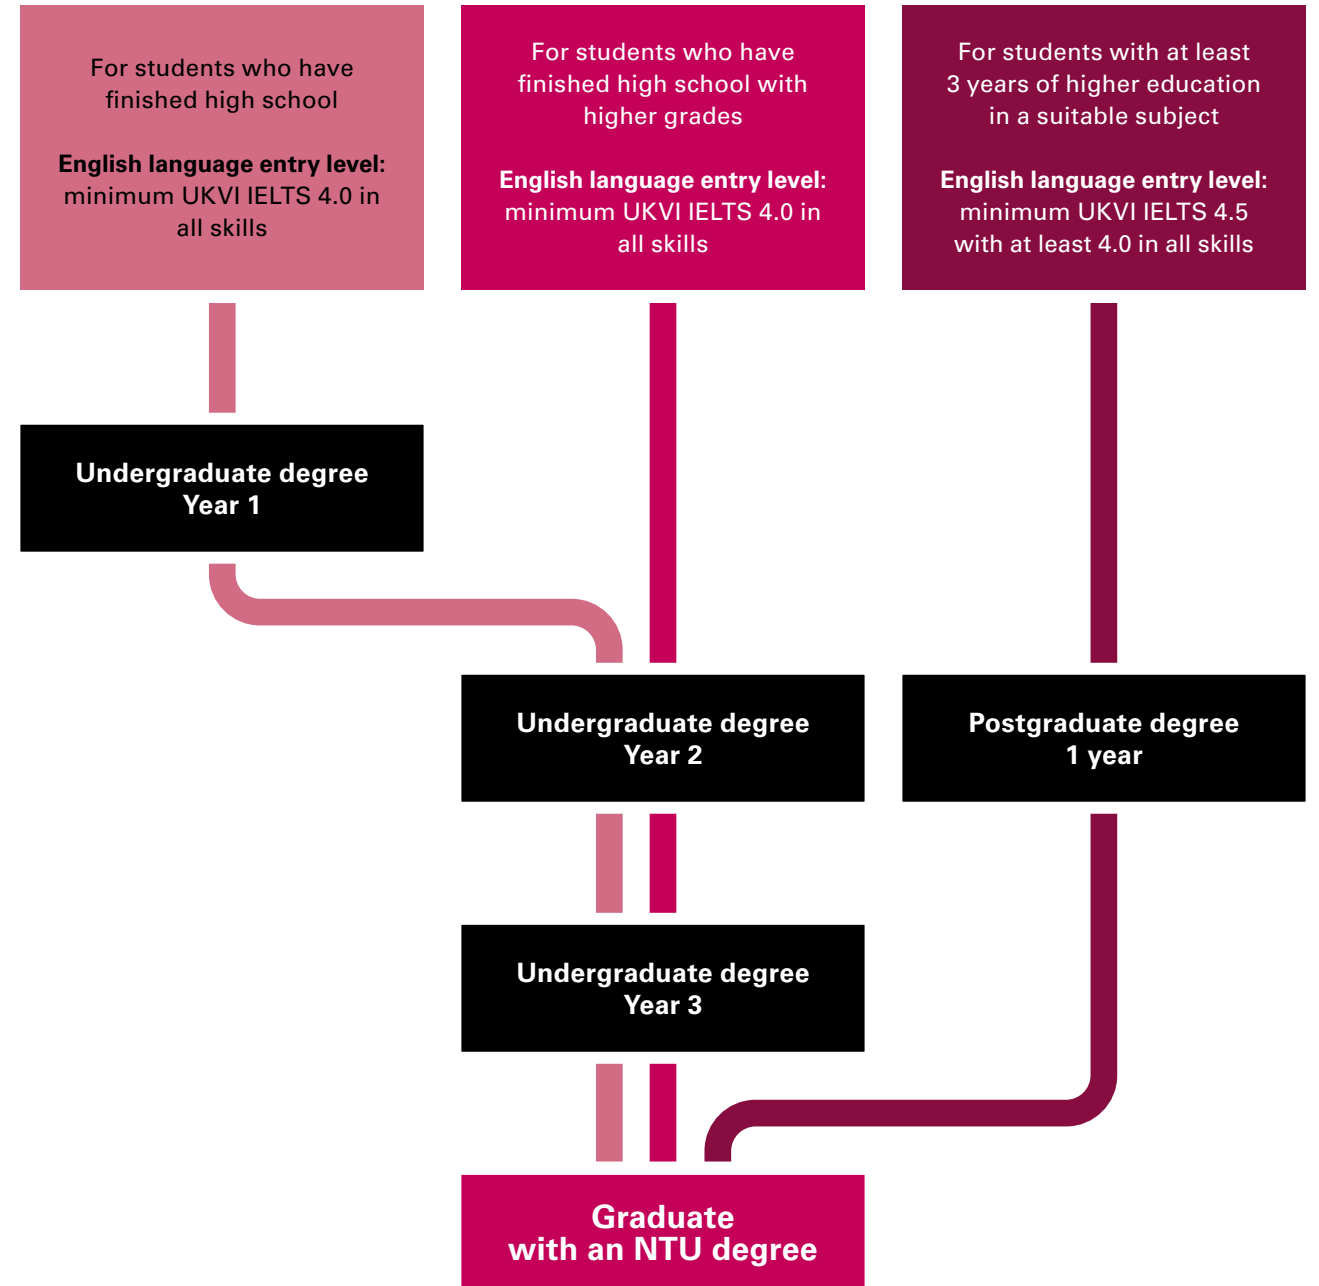 For students who have
finished high school
English language entry level:
minimum UKVI IELTS 4.0 in
all skills
For students who have
finished high school with
higher grades
English language entry level:
minimum UKVI IELTS 4.0 in
all skills
For students with at least
3 years of higher education
in a suitable subject
English language entry level:
minimum UKVI IELTS 4.5
with at least 4.0 in all skills
Undergraduate degree
Year 1
Undergraduate degree
Year 2
Postgraduate degree
1 year
Undergraduate degree
Year 3
Graduate
with an NTU degree